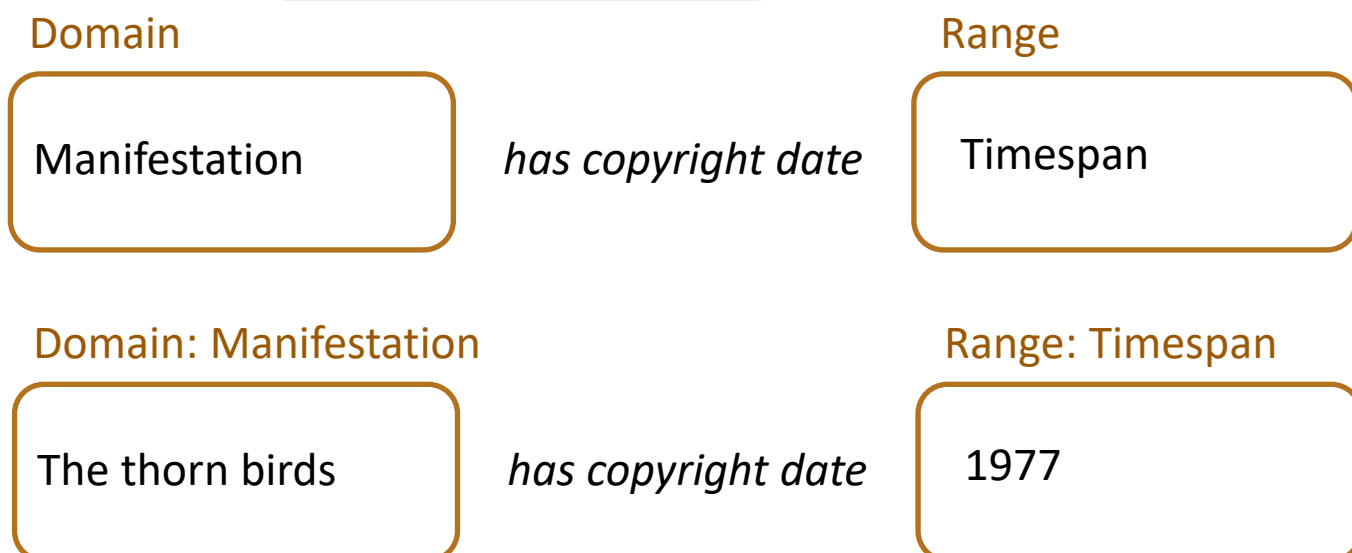 Domain Range
Manifestation has copyright date Timespan
Domain: Manifestation Range: Timespan
The thorn birds has copyright date 1977